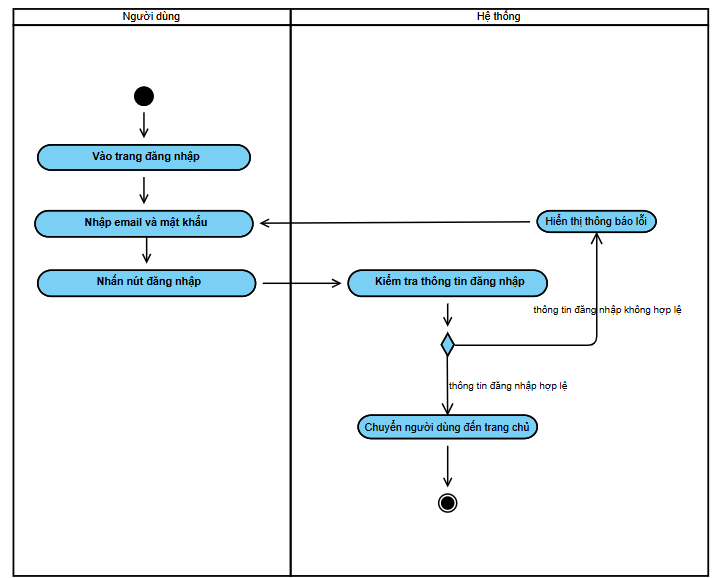 Người dùng
Hệ thống
Vào trang đăng nhập
Nhập email và mật khẩu
Hiển thị thông báo lỗi
Nhấn nút đăng nhập
Kiểm tra thông tin đăng nhập
thông tin đăng nhập không hợp lệ
thông tin đăng nhập hợp lệ
Chuyển người dùng đến trang chủ